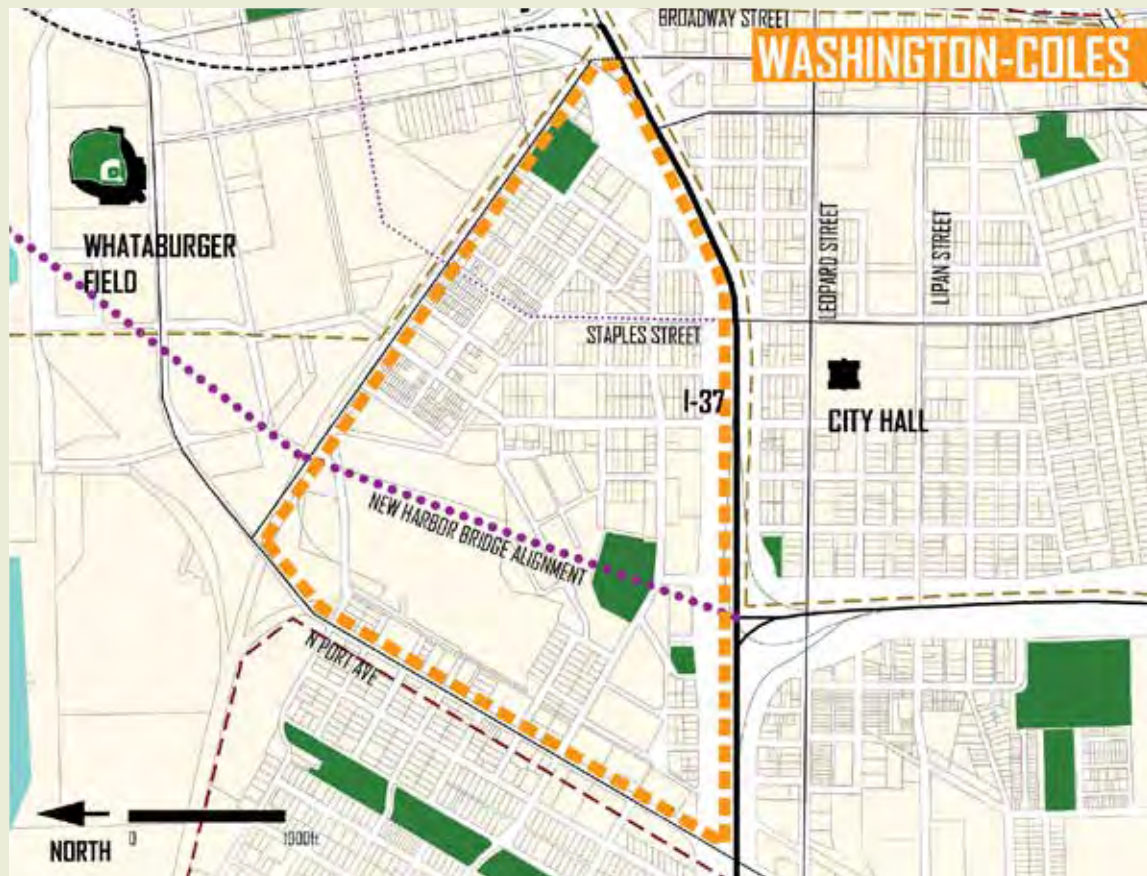 BROADWAY STREET
WASHINGTON-COLES
WHATABURGER
FIELD
LEOPARD STREET
LIPAN STREET
STAPLES STREET
I-37
CITY HALL
NEW HARBOR BRIDGE ALIGNMENT
N PORT AVE
NORTH
0
1000ft